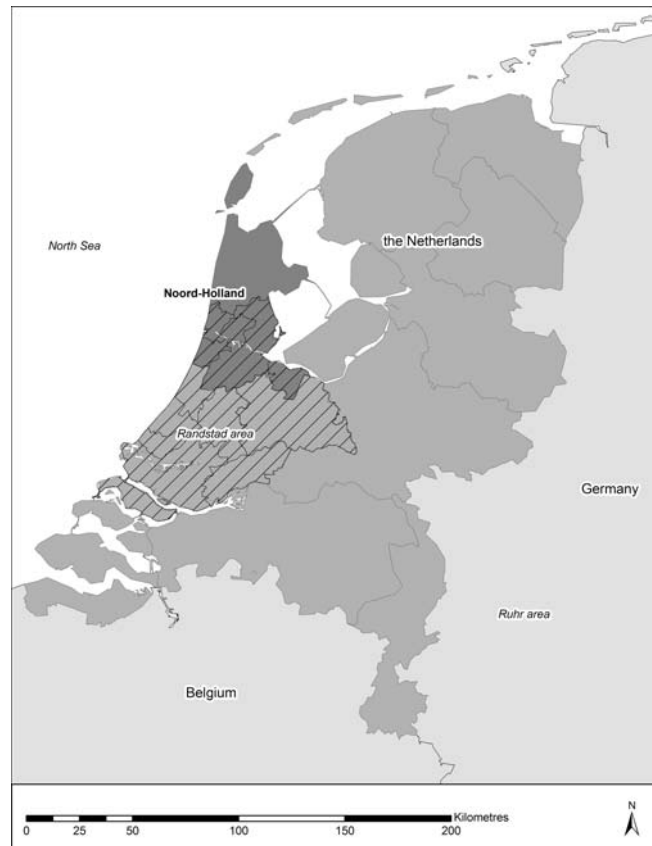 North Sea
the Netherlands
Noord-Holland
Randstad area
Germany
Ruhr area
Belgium
Kilometres
0 25 50 100 150 200
N